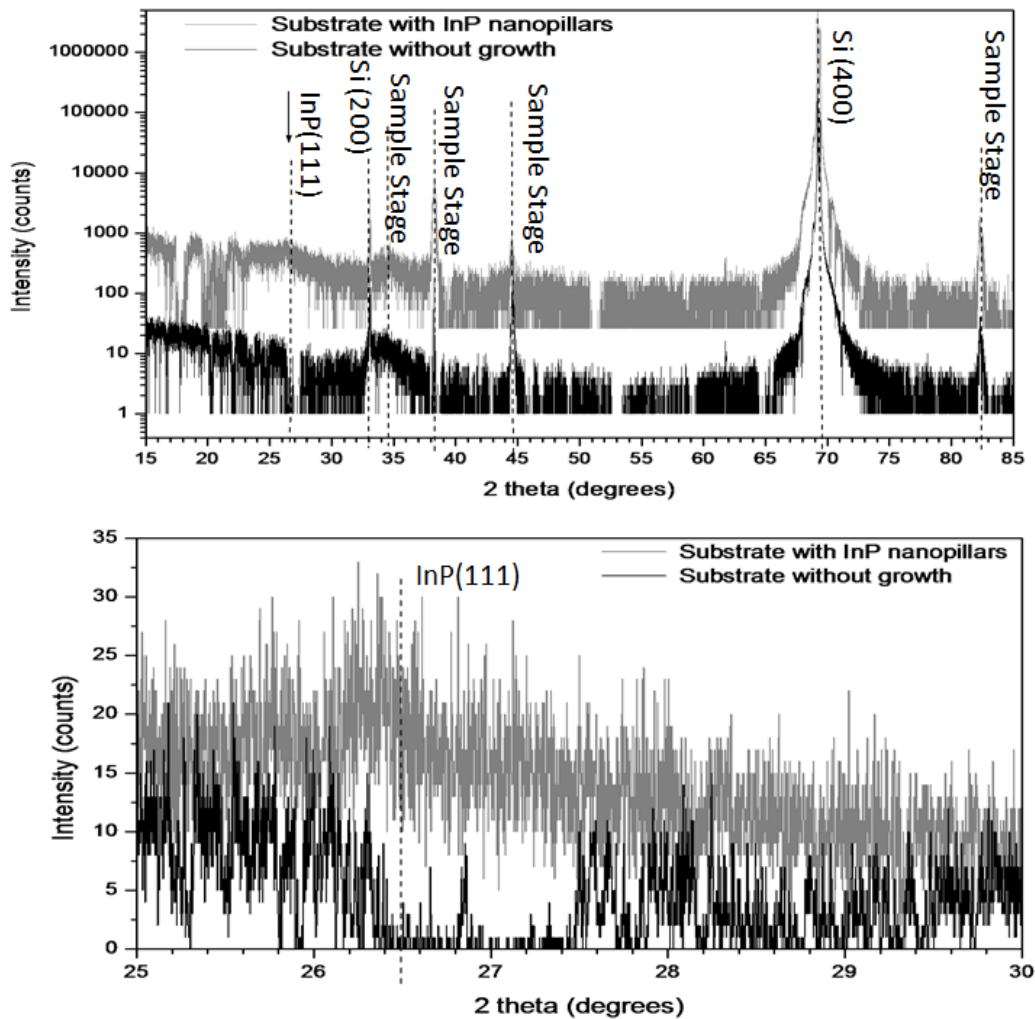 Substrate with InP nanopillars
Substrate without growth
Intensity (counts)
1000000
100000
10000
1000
100
10
1
InP(111)
Si (200)
Sample Stage
Sample Stage
Sample Stage
Si (400)
Sample Stage
15 20 25 30 35 40 45 50 55 60 65 70 75 80 85
2 theta (degrees)
Substrate with InP nanopillars
Substrate without growth
InP(111)
Intensity (counts)
35
30
25
20
15
10
5
0
25 26 27 28 29 30
2 theta (degrees)